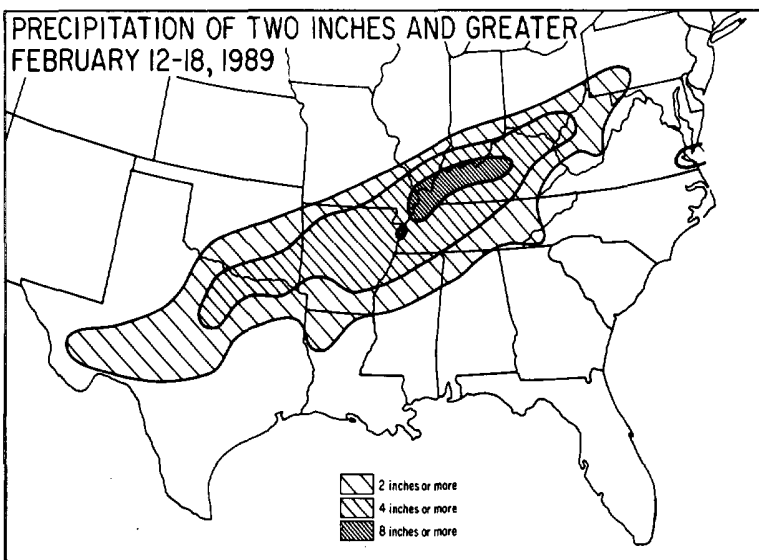 PRECIPITATION OF TWO INCHES AND GREATER
FEBRUARY 12-18, 1989
2 inches or more
4 inches or more
8 inches or more